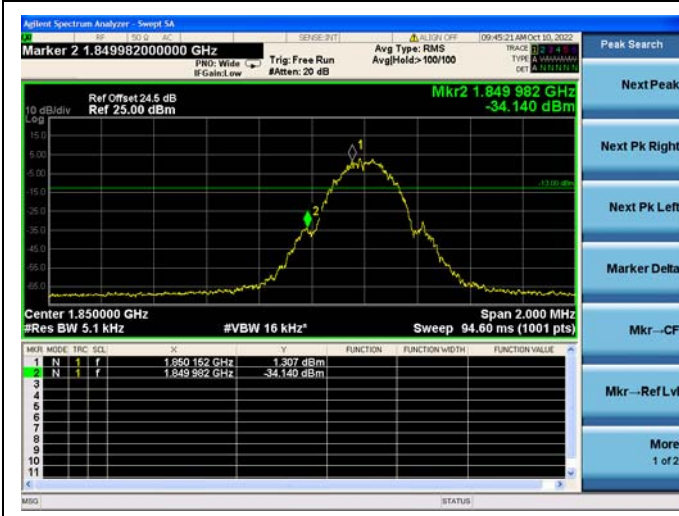 Agilent Spectrum Analyzer - Swept SA
RF 50 Ω AC SENSE:INT ALIGN OFF 09:45:21 AM Oct 10, 2022
Marker 2 1.849982000000 GHz
PNO: Wide
IFGain:Low
Trig: Free Run
#Atten: 20 dB
Avg Type: RMS
Avg|Hold:>100/100
TRACE 1 2 3 4 5 6
TYPE A WWWWW
DET A N N N N N
Peak Search
Next Peak
Next Pk Right
Next Pk Left
Marker Delta
Mkr→CF
Mkr→Ref Lvl
More
1 of 2
Mkr2 1.849 982 GHz
-34.140 dBm
Ref Offset 24.5 dB
10 dB/div Ref 25.00 dBm
Log
15.0
5.00
-5.00
-15.0
-25.0
-35.0
-45.0
-55.0
-65.0
1
2
-13.00 dBm
Center 1.850000 GHz Span 2.000 MHz
#Res BW 5.1 kHz #VBW 16 kHz* Sweep 94.60 ms (1001 pts)
MKR MODE TRC SCL X Y FUNCTION FUNCTION WIDTH FUNCTION VALUE
1 N 1 f 1.850 152 GHz 1.307 dBm
2 N 1 f 1.849 982 GHz -34.140 dBm
3
4
5
6
7
8
9
10
11
MSG STATUS